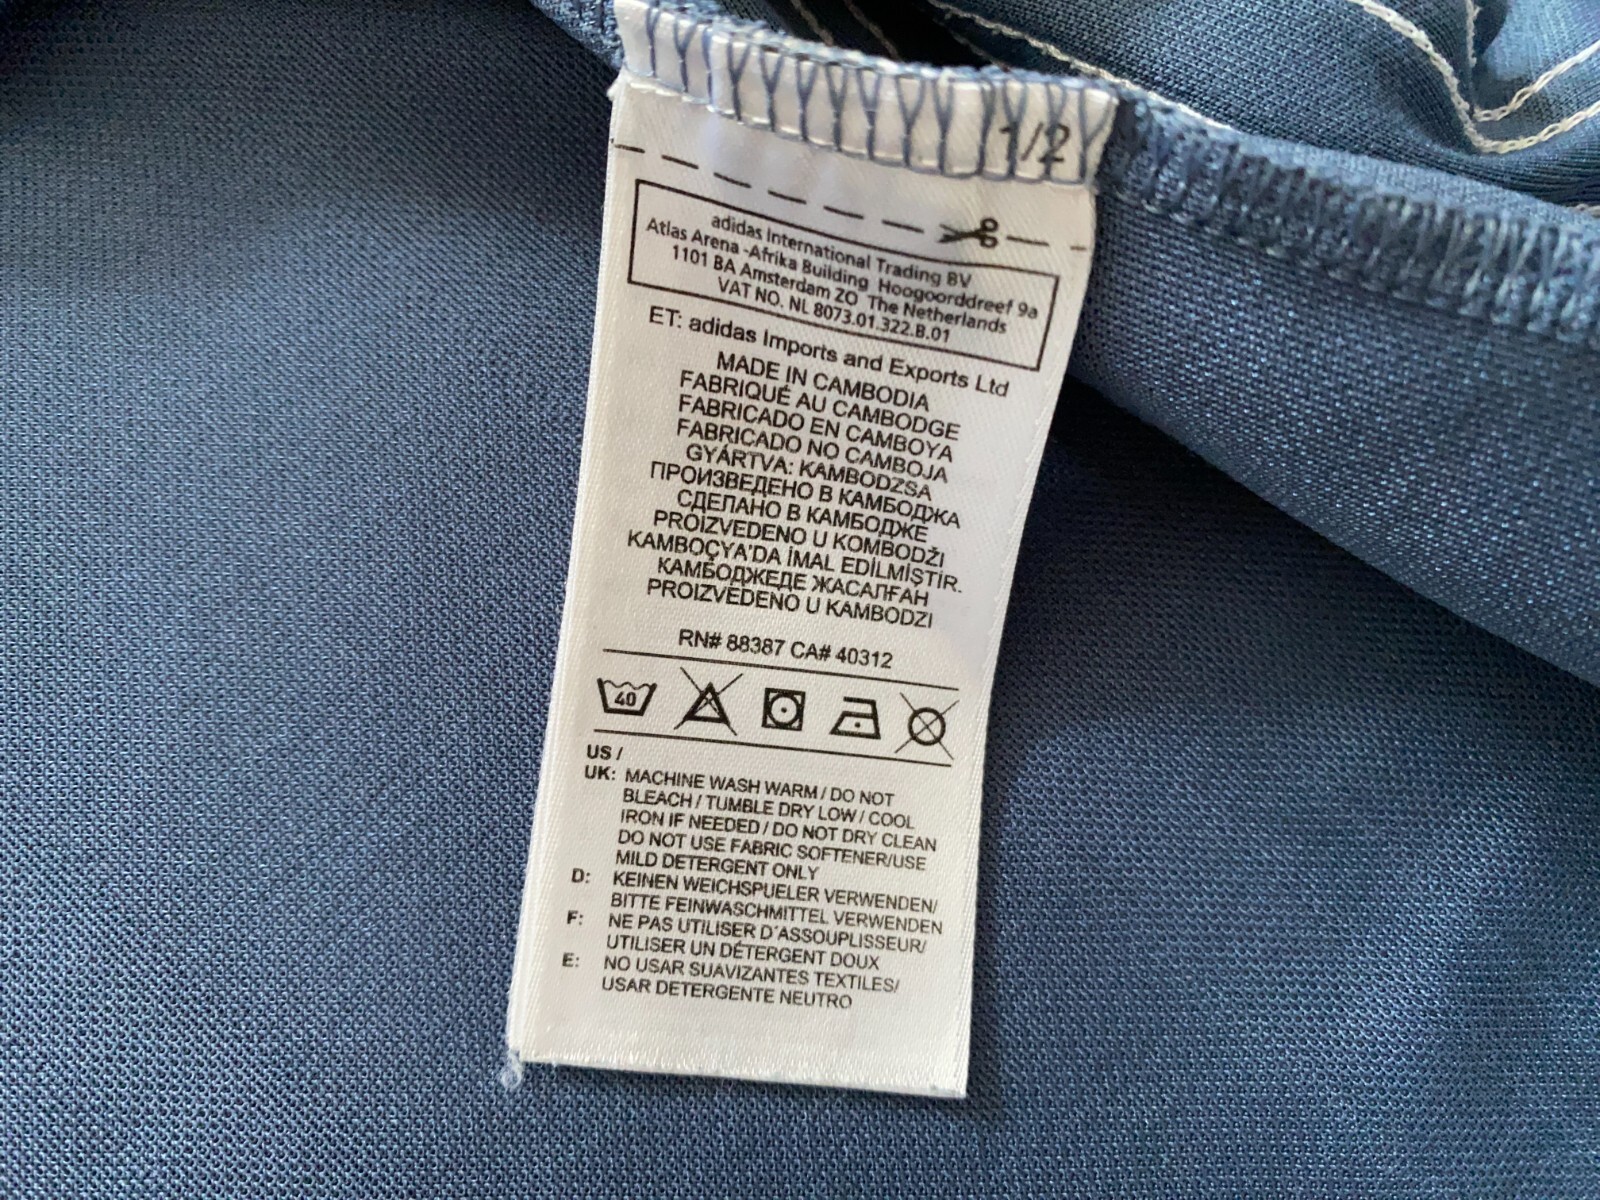 1/2
adidas International Trading BV
Atlas Arena -Afrika Building Hoogoorddreef 9a
1101 BA Amsterdam ZO The Netherlands
VAT NO. NL 8073.01.322.B.01
ET: adidas Imports and Exports Ltd
MADE IN CAMBODIA
FABRIQUÉ AU CAMBODGE
FABRICADO EN CAMBOYA
FABRICADO NO CAMBOJA
GYÁRTVA: KAMBODZSA
ПРОИЗВЕДЕНО В КАМБОДЖА
СДЕЛАНО В КАМБОДЖЕ
PROIZVEDENO U KOMBODŽI
KAMBOÇYA'DA İMAL EDİLMİŞTİR.
КАМБОДЖЕДЕ ЖАСАЛҒАН
PROIZVEDENO U KAMBODZI
RN# 88387 CA# 40312
40
US /
UK: MACHINE WASH WARM / DO NOT
BLEACH / TUMBLE DRY LOW / COOL
IRON IF NEEDED / DO NOT DRY CLEAN
DO NOT USE FABRIC SOFTENER/USE
MILD DETERGENT ONLY
D: KEINEN WEICHSPUELER VERWENDEN/
BITTE FEINWASCHMITTEL VERWENDEN
F: NE PAS UTILISER D´ASSOUPLISSEUR/
UTILISER UN DÉTERGENT DOUX
E: NO USAR SUAVIZANTES TEXTILES/
USAR DETERGENTE NEUTRO